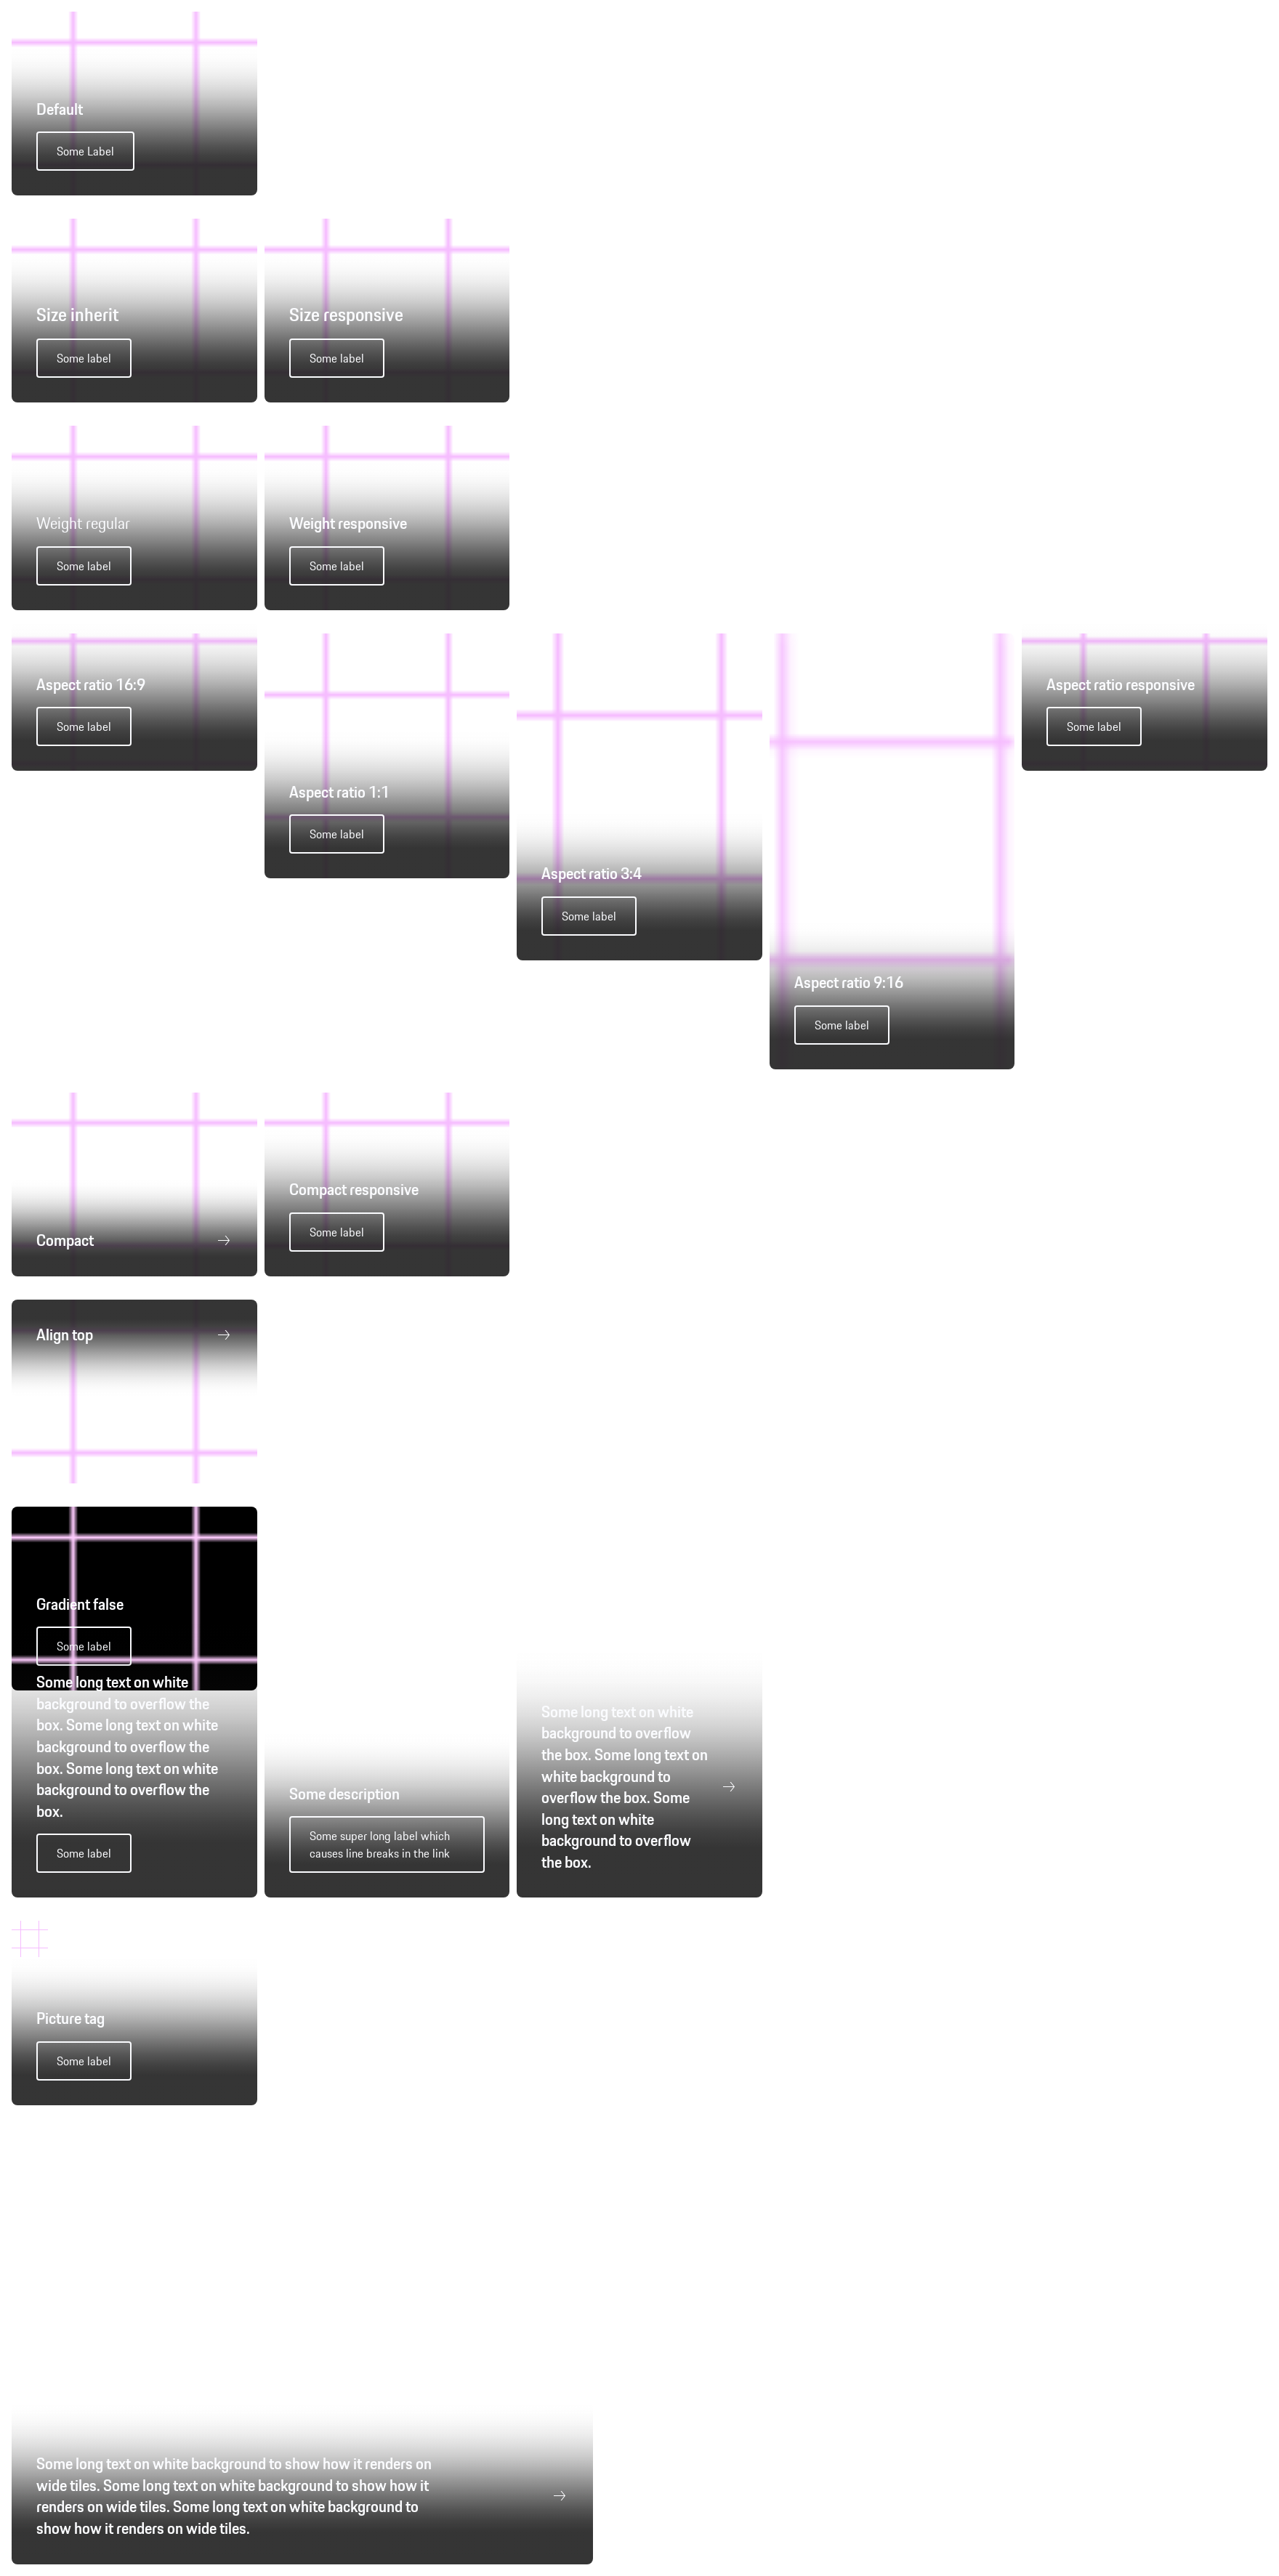 Default
Some Label
Size inherit
Some label
Size responsive
Some label
Weight regular
Some label
Weight responsive
Some label
Aspect ratio 16:9
Some label
Aspect ratio 1:1
Some label
Aspect ratio 3:4
Some label
Aspect ratio 9:16
Some label
Aspect ratio responsive
Some label
Compact
Compact responsive
Some label
Align top
Gradient false
Some label
Some long text on white
background to overflow the
box. Some long text on white
background to overflow the
box. Some long text on white
background to overflow the
box.
Some label
Some description
Some super long label which
causes line breaks in the link
Some long text on white
background to overflow
the box. Some long text on
white background to
overflow the box. Some
long text on white
background to overflow
the box.
Picture tag
Some label
Some long text on white background to show how it renders on
wide tiles. Some long text on white background to show how it
renders on wide tiles. Some long text on white background to
show how it renders on wide tiles.